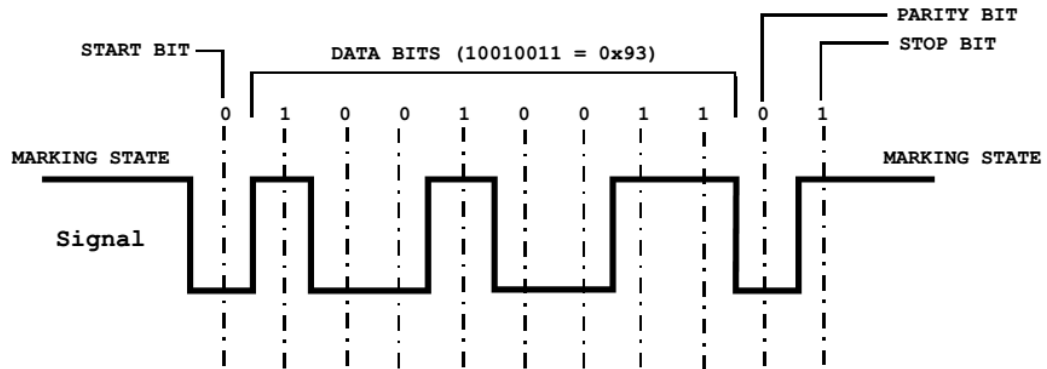 PARITY BIT
START BIT
STOP BIT
DATA BITS (10010011 = 0x93)
0 1 0 0 1 0 0 1 1 0 1
MARKING STATE
MARKING STATE
Signal